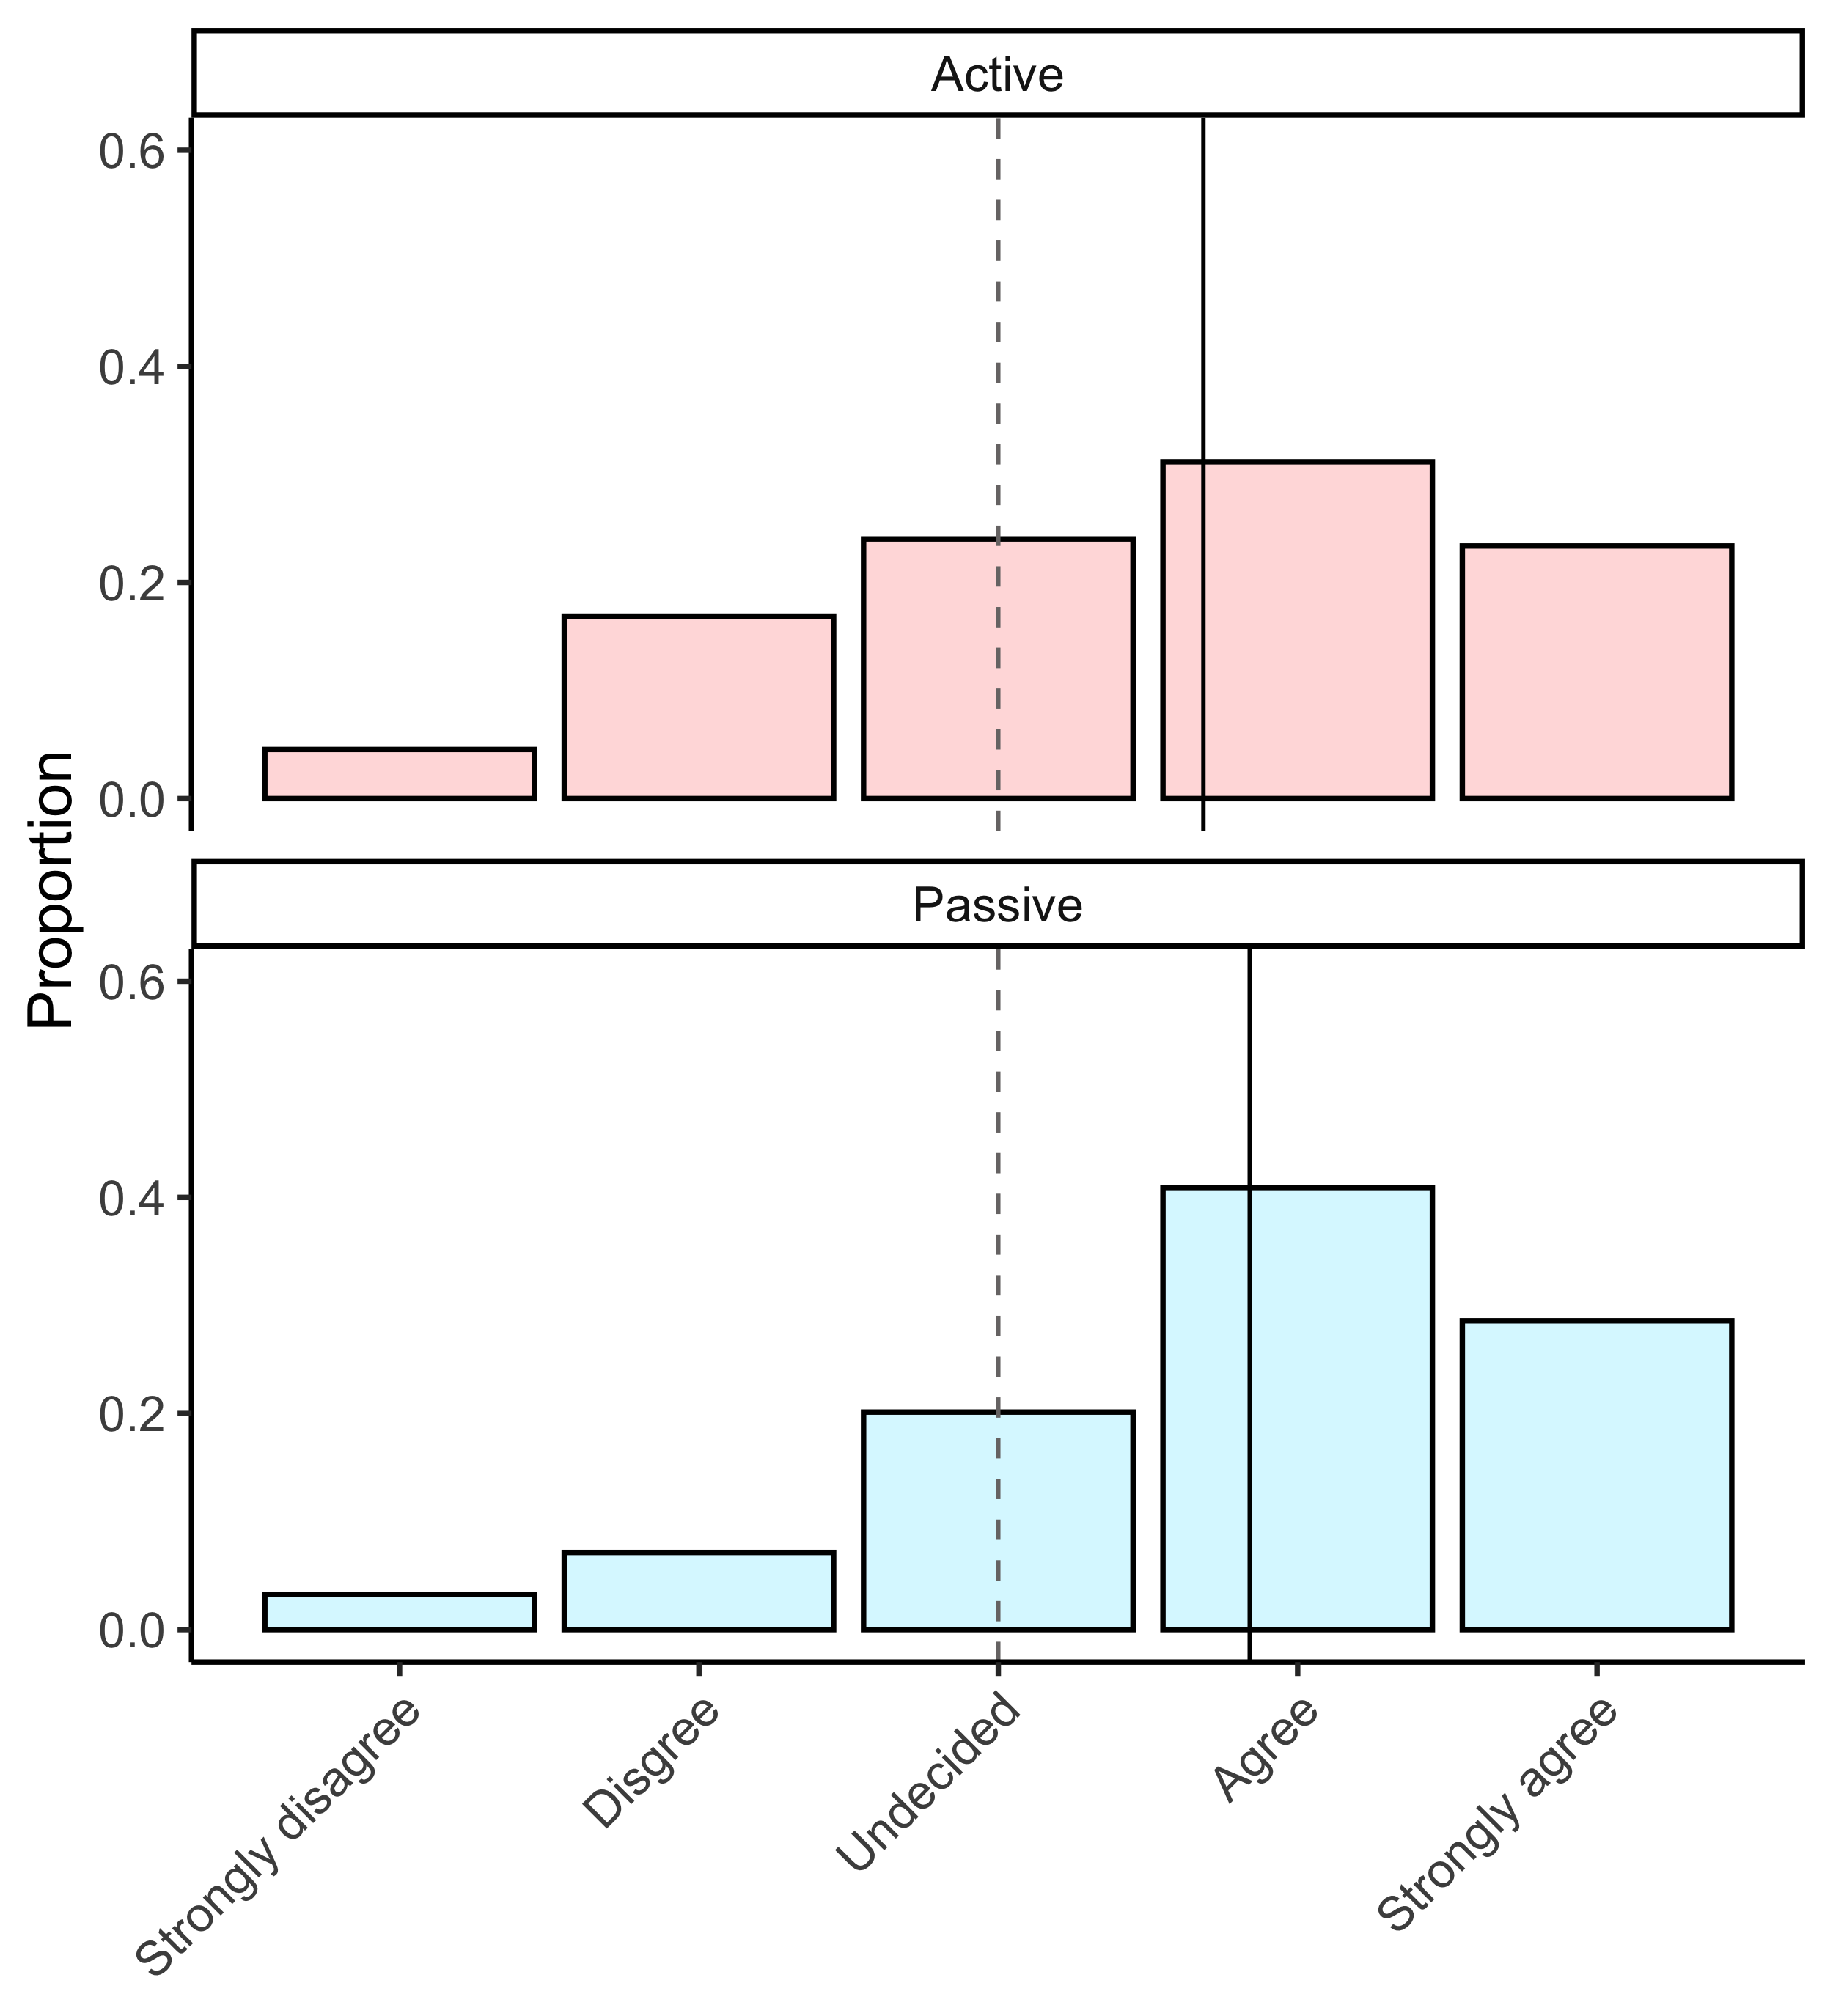 Active
0.6
0.4
0.2
0.0
Proportion
Passive
0.6
0.4
0.2
0.0
Strongly disagree
Disgree
Undecided
Agree
Strongly agree